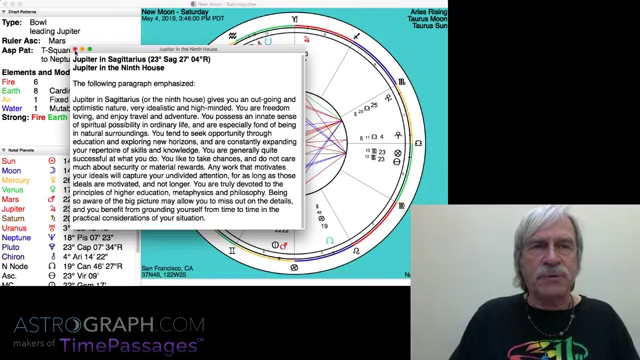 Chart Patterns
New Moon - Saturday
Type: Bowl
leading Jupiter
Ruler Asc: Mars
Asp Pat: T-Square
to Neptu
Elements and Mod
Fire 6
Earth 8 Cardin
Air 1 Fixed
Water 1 Mutab
Strong: Fire Earth
Natal Planets
Sun
Moon
Mercury
Venus
Mars
Jupiter
Saturn
Uranus
Neptune 16° Pis 07' 23"
Pluto 23° Cap 07' 34"R
Chiron 4° Ari 14' 22"
N Node 19° Can 46' 27"R
Asc. 23° Vir 09'
MC 22° Gem 17'
New Moon - Saturday
May 4, 2019, 3:46:00 PM PDT
Aries Rising
Taurus Moon
Taurus Sun
Jupiter in the Ninth House
Jupiter in Sagittarius (23° Sag 27' 04"R)
Jupiter in the Ninth House
The following paragraph emphasized:
Jupiter in Sagittarius (or the ninth house) gives you an out-going and
optimistic nature, very idealistic and high-minded. You are freedom
loving, and enjoy travel and adventure. You possess an innate sense
of spiritual possibility in ordinary life, and are especially fond of being
in natural surroundings. You tend to seek opportunity through
education and exploring new horizons, and are constantly expanding
your repertoire of skills and knowledge. You are generally quite
successful at what you do. You like to take chances, and do not care
much about security or material rewards. Any work that motivates
your ideals will capture your undivided attention, for as long as those
ideals are motivated, and not longer. You are truly devoted to the
principles of higher education, metaphysics and philosophy. Being
so aware of the big picture may allow you to miss out on the details,
and you benefit from grounding yourself from time to time in the
practical considerations of your situation.
San Francisco, CA
37N46, 122W25
ASTROGRAPH.COM
makers of TimePassages™